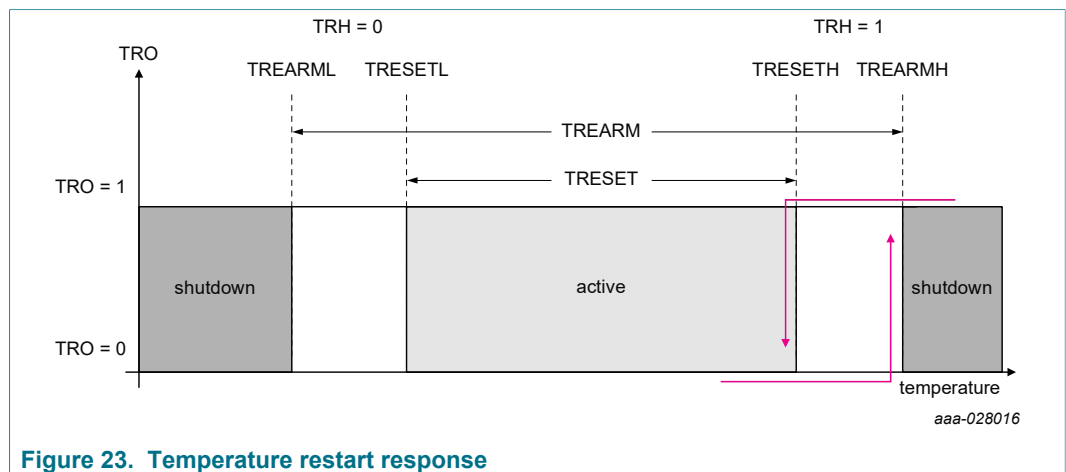 TRH = 0 TRH = 1
TRO
TREARML TRESETL TRESETH TREARMH
TREARM
TRO = 1 TRESET
shutdown active shutdown
TRO = 0
temperature
aaa-028016
Figure 23. Temperature restart response